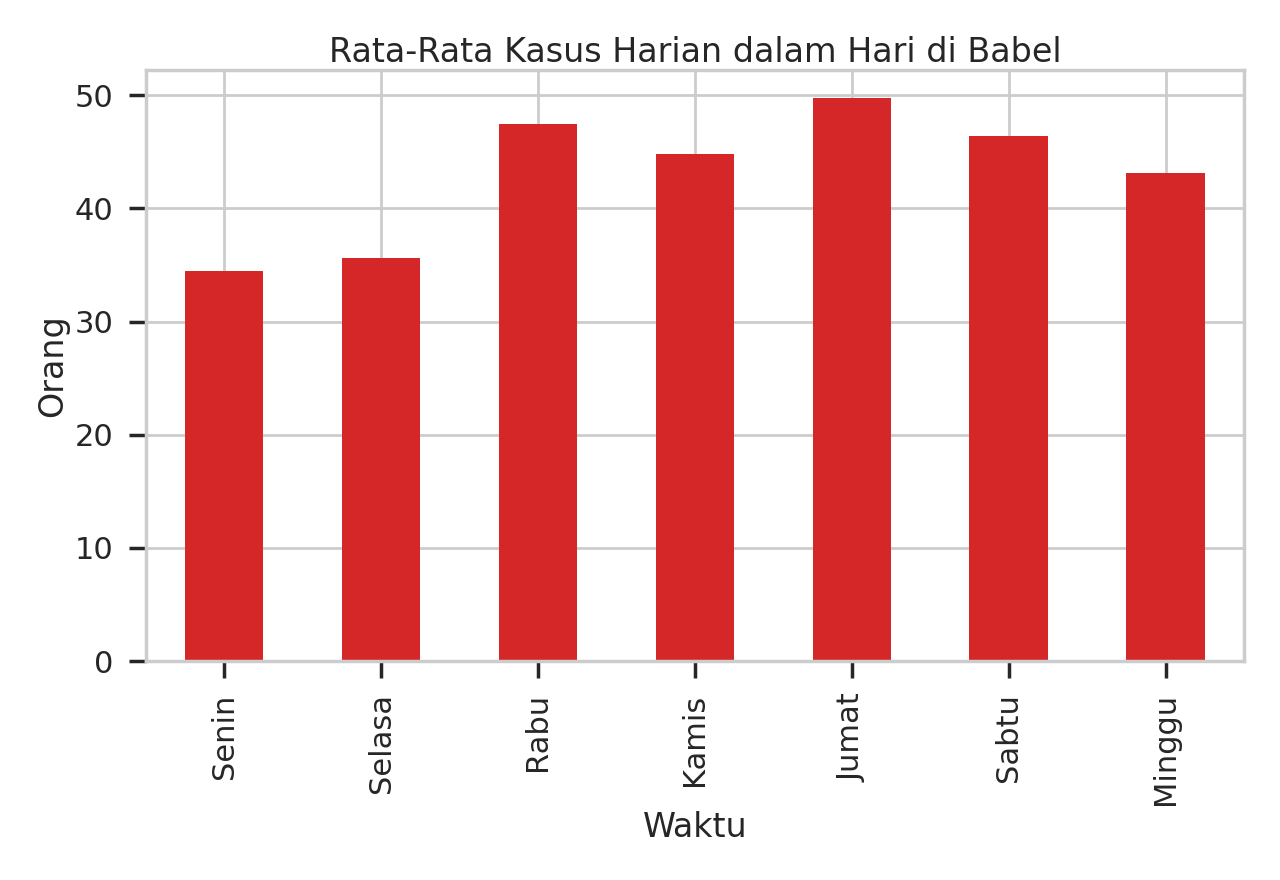 Rata-Rata Kasus Harian dalam Hari di Babel
50
40
30
20
10
0
Orang
Senin
Selasa
Rabu
Kamis
Jumat
Sabtu
Minggu
Waktu